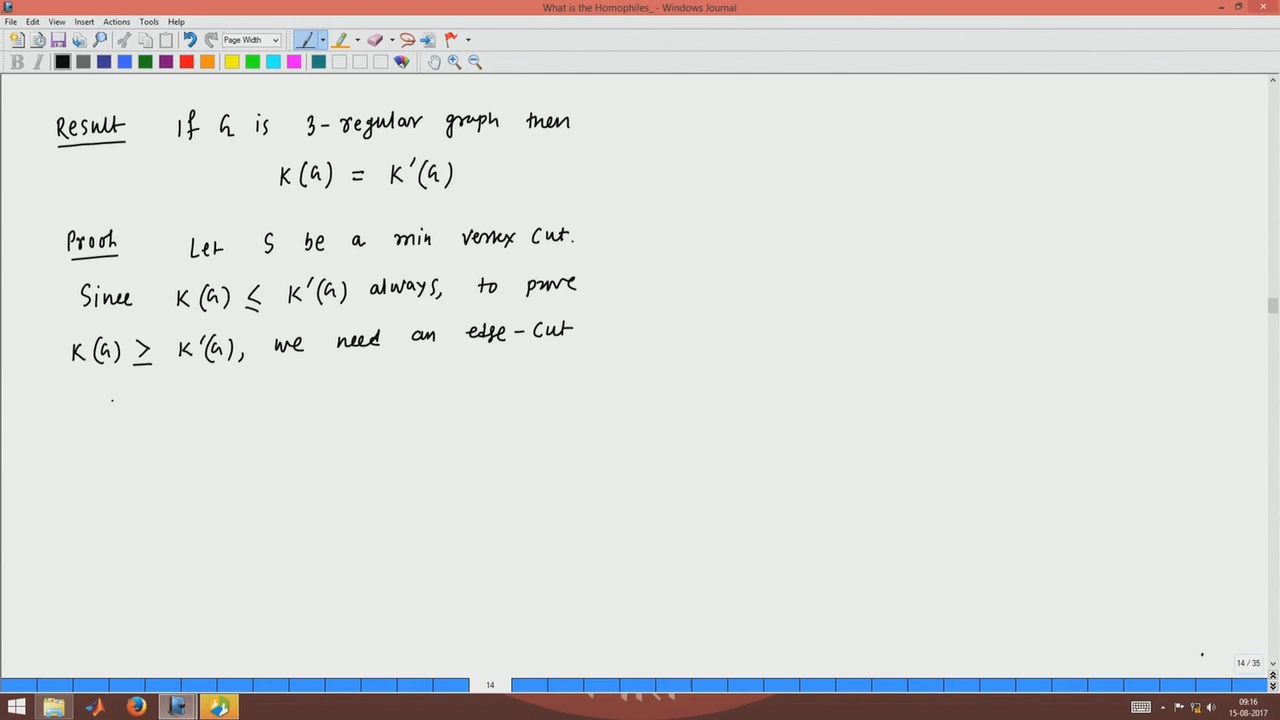 What is the Homophiles_ - Windows Journal
File Edit View Insert Actions Tools Help
Page Width
B I
Result If G is 3-regular graph then
K(G) = K'(G)
Proof Let S be a min vertex cut.
Since K(G) ≤ K'(G) always, to prove
K(G) ≥ K'(G), we need an edge-cut
14 / 35
14
09:16
15-08-2017